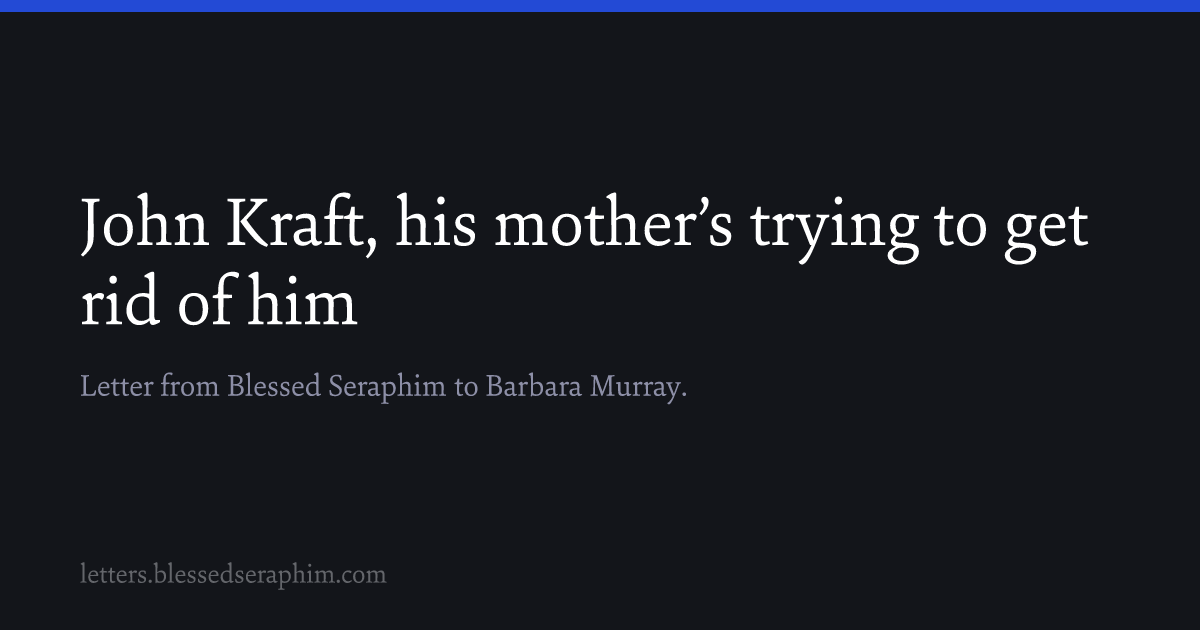 John Kraft, his mother’s trying to get
rid of him
Letter from Blessed Seraphim to Barbara Murray.
letters.blessedseraphim.com